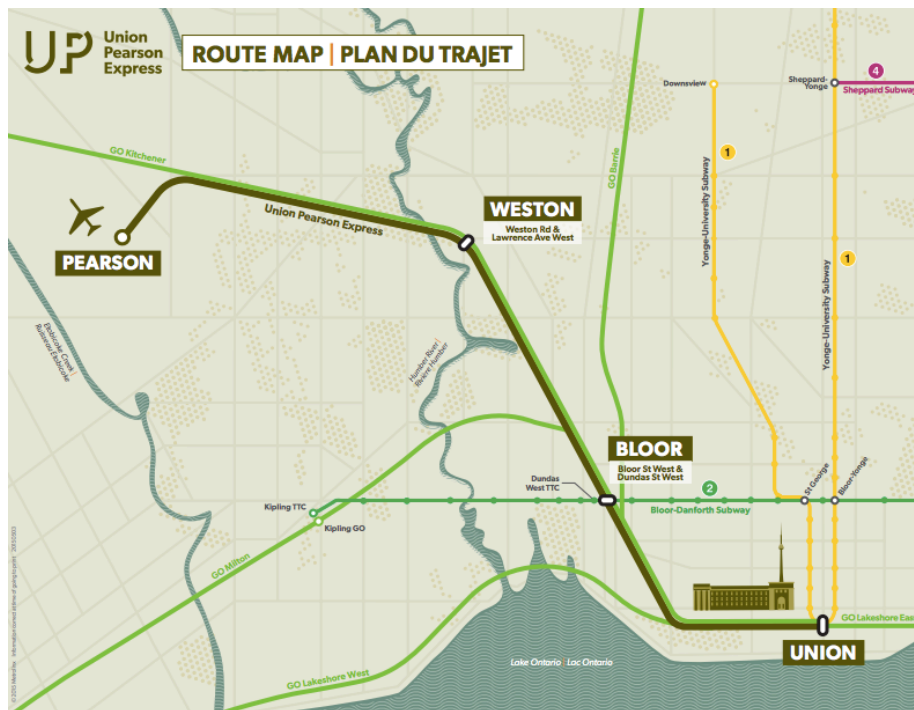 UP Union
Pearson
Express
ROUTE MAP | PLAN DU TRAJET
Downsview
Sheppard-
Yonge
4
Sheppard Subway
GO Kitchener
GO Barrie
1
Yonge-University Subway
1
Yonge-University Subway
Union Pearson Express
WESTON
Weston Rd &
Lawrence Ave West
PEARSON
Etobicoke Creek
Ruisseau Etobicoke
Humber River
Rivière Humber
BLOOR
Bloor St West &
Dundas St West
Dundas
West TTC
2
St George
Bloor-Yonge
Bloor-Danforth Subway
Kipling TTC
Kipling GO
GO Milton
GO Lakeshore East
UNION
Lake Ontario | Lac Ontario
GO Lakeshore West